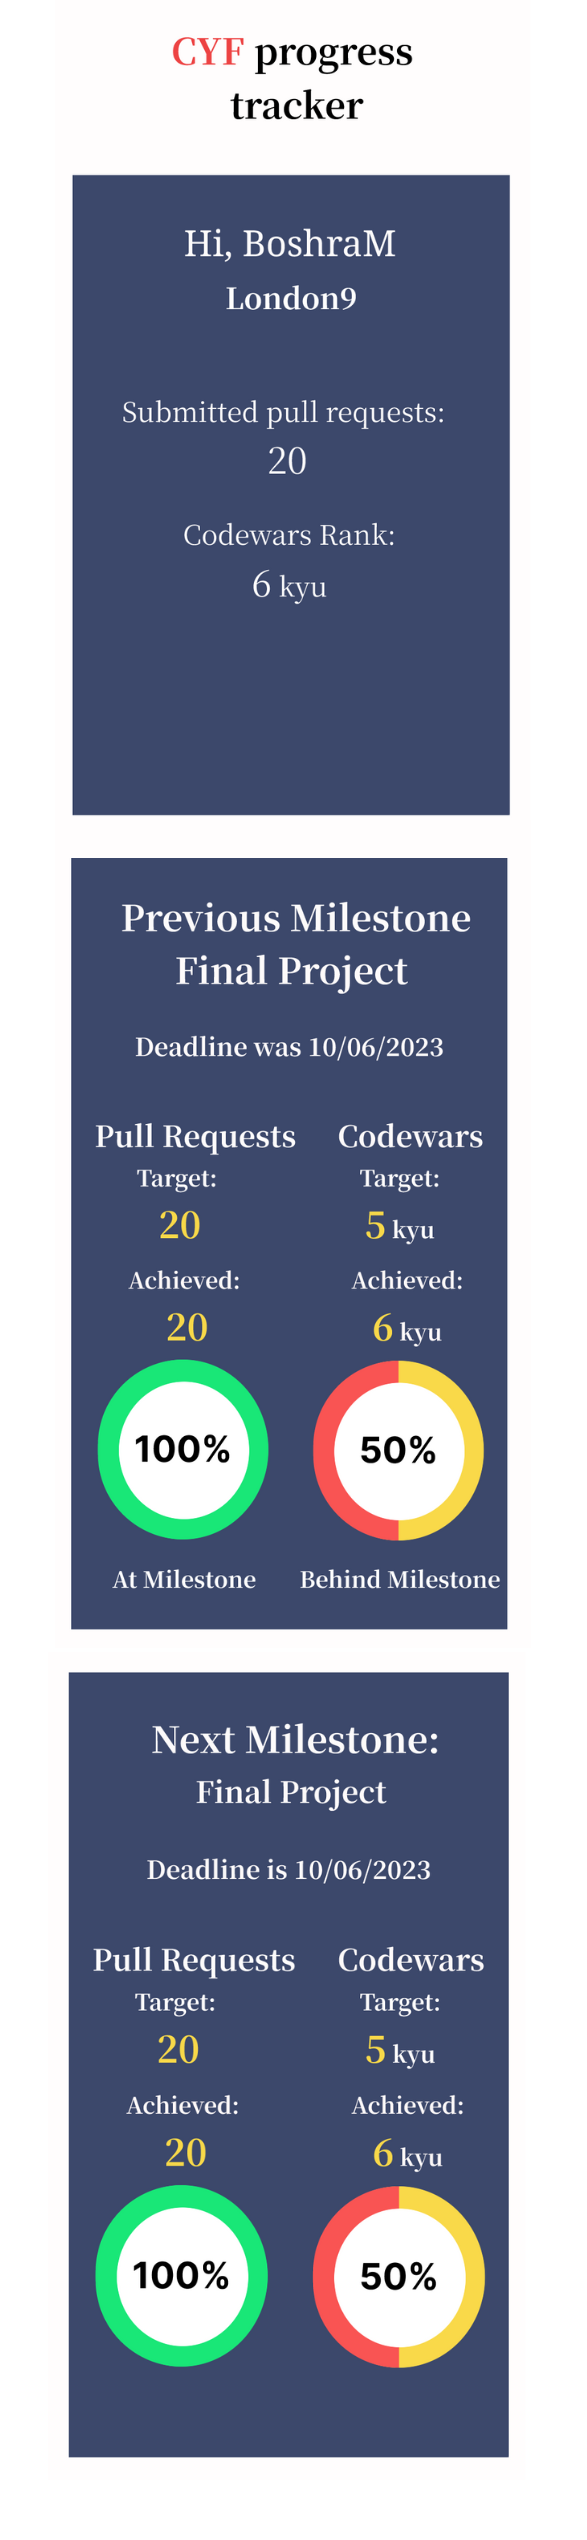 CYF progress
tracker
Hi, BoshraM
London9
Submitted pull requests:
20
Codewars Rank:
6 kyu
Previous Milestone
Final Project
Deadline was 10/06/2023
Pull Requests
Target:
20
Achieved:
20
100%
At Milestone
Codewars
Target:
5 kyu
Achieved:
6 kyu
50%
Behind Milestone
Next Milestone:
Final Project
Deadline is 10/06/2023
Pull Requests
Target:
20
Achieved:
20
100%
Codewars
Target:
5 kyu
Achieved:
6 kyu
50%